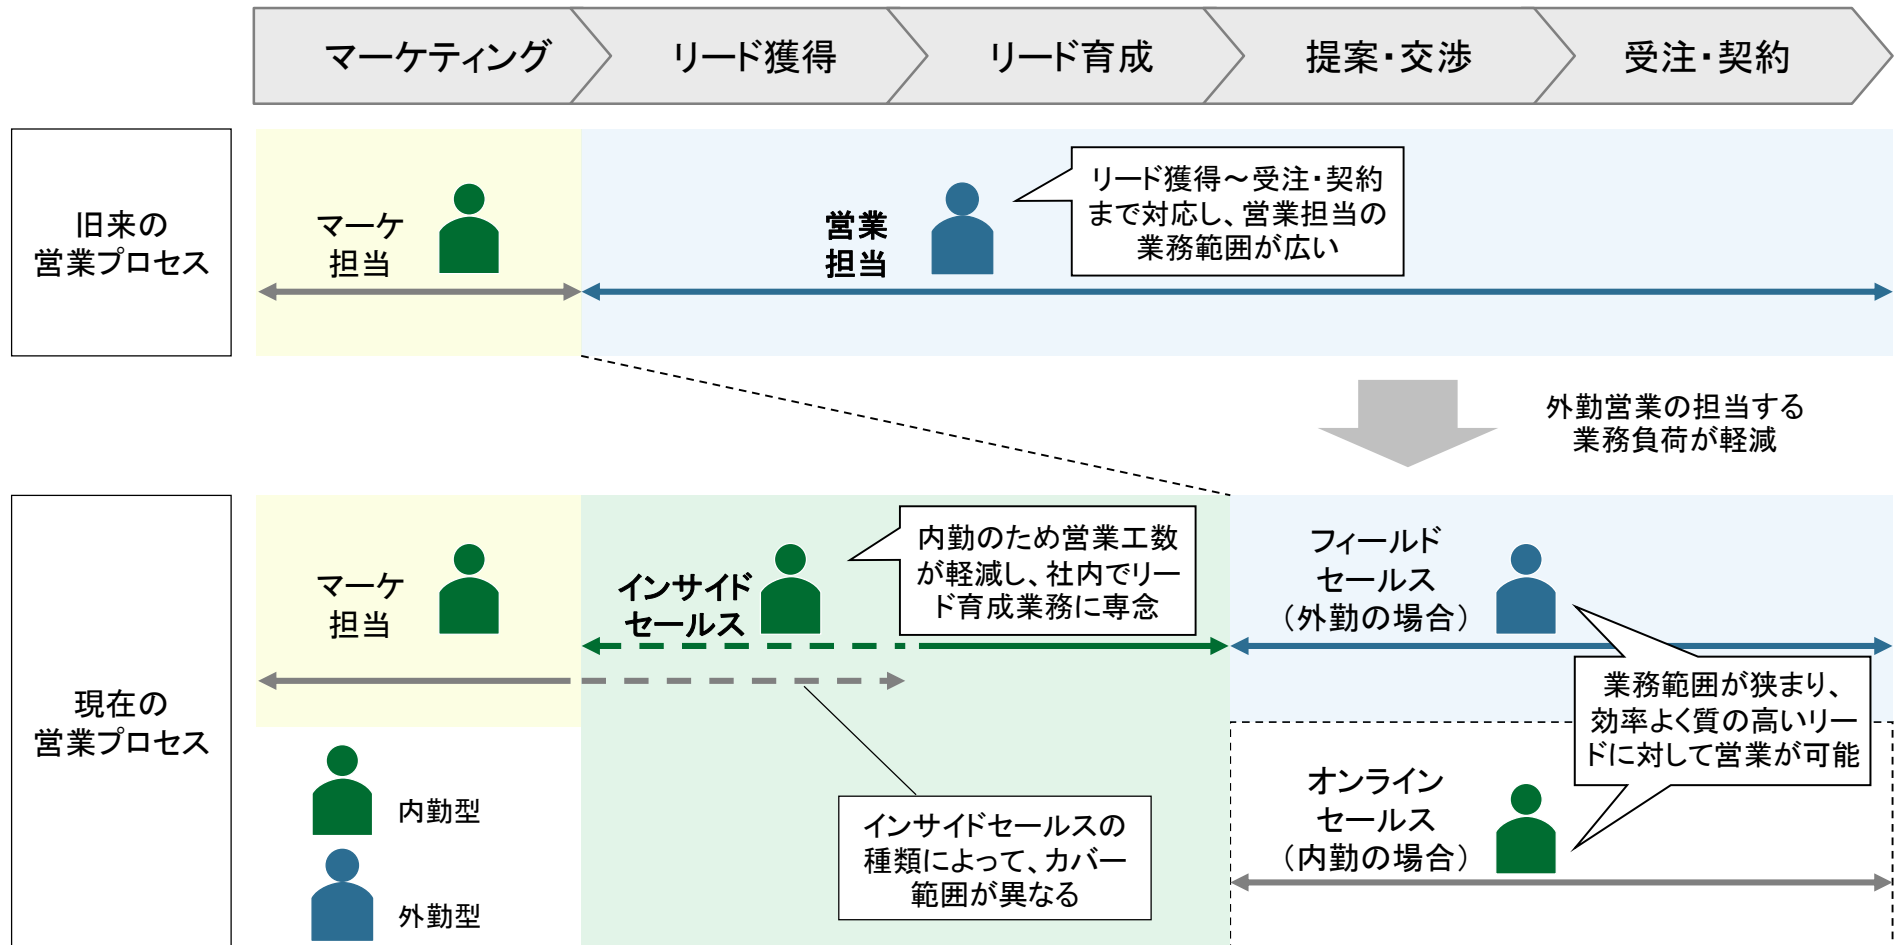 マーケティング
リード獲得
リード育成
提案・交渉
受注・契約
旧来の
営業プロセス
マーケ
担当
営業
担当
リード獲得～受注・契約
まで対応し、営業担当の
業務範囲が広い
外勤営業の担当する
業務負荷が軽減
現在の
営業プロセス
マーケ
担当
インサイド
セールス
内勤のため営業工数
が軽減し、社内でリー
ド育成業務に専念
フィールド
セールス
（外勤の場合）
業務範囲が狭まり、
効率よく質の高いリー
ドに対して営業が可能
オンライン
セールス
（内勤の場合）
インサイドセールスの
種類によって、カバー
範囲が異なる
内勤型
外勤型